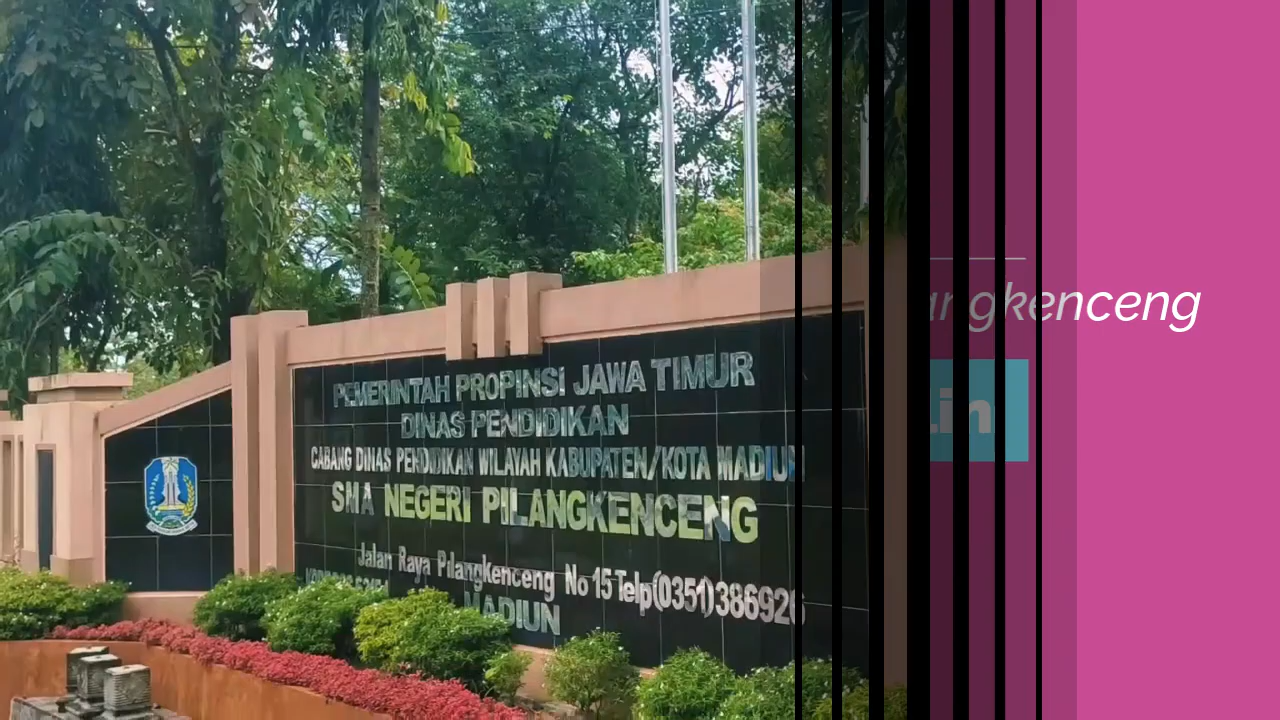 PEMERINTAH PROPINSI JAWA TIMUR
DINAS PENDIDIKAN
CABANG DINAS PENDIDIKAN WILAYAH KABUPATEN/KOTA MADIUN
SMA NEGERI PILANGKENCENG
Jalan Raya Pilangkenceng No 15 Telp(0351)386926
MADIUN
angkenceng
.in